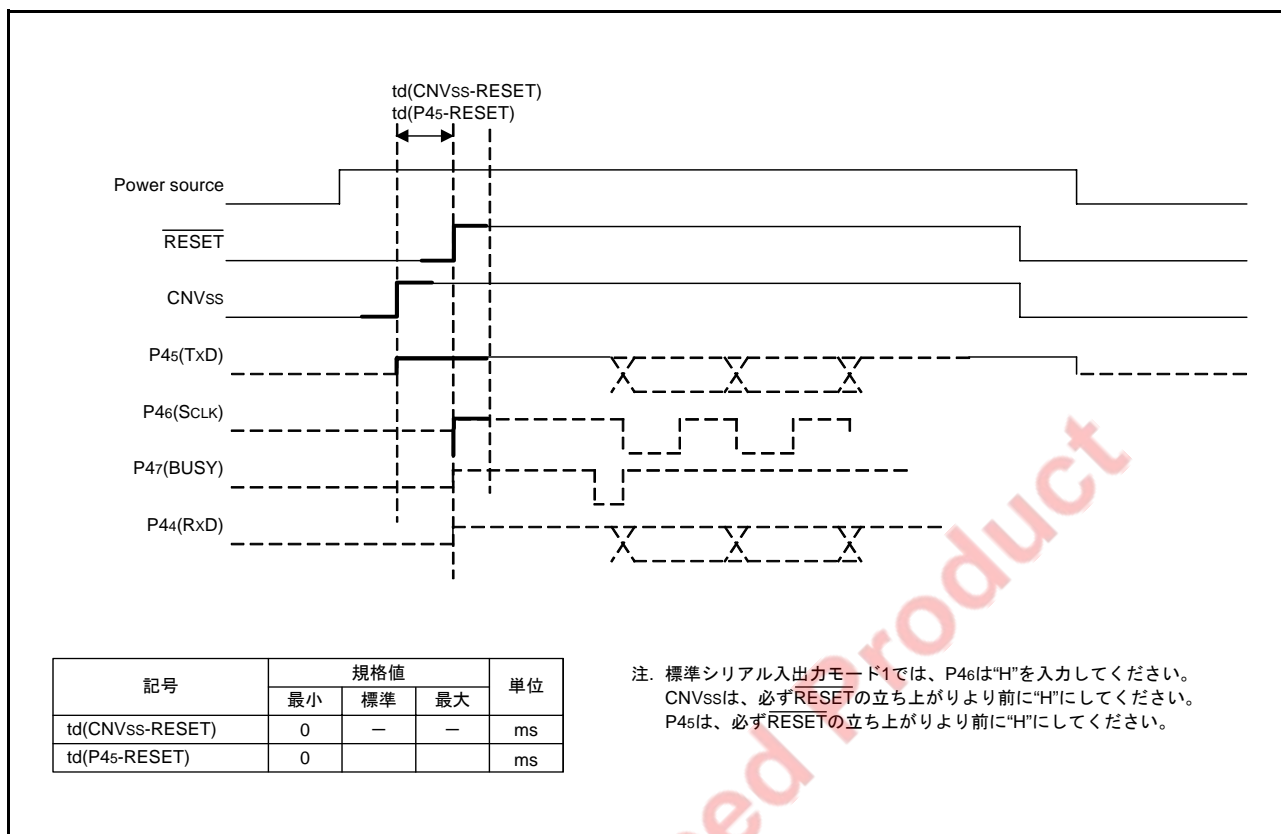 td(CNVss-RESET)
td(P45-RESET)
Power source
RESET
CNVss
P45(TxD)
P46(SCLK)
P47(BUSY)
P44(RxD)
記号 規格値 単位
最小 標準 最大
td(CNVss-RESET) 0 － － ms
td(P45-RESET) 0 ms
注. 標準シリアル入出力モード1では、P46は“H”を入力してください。
CNVssは、必ずRESETの立ち上がりより前に“H”にしてください。
P45は、必ずRESETの立ち上がりより前に“H”にしてください。
ed Product